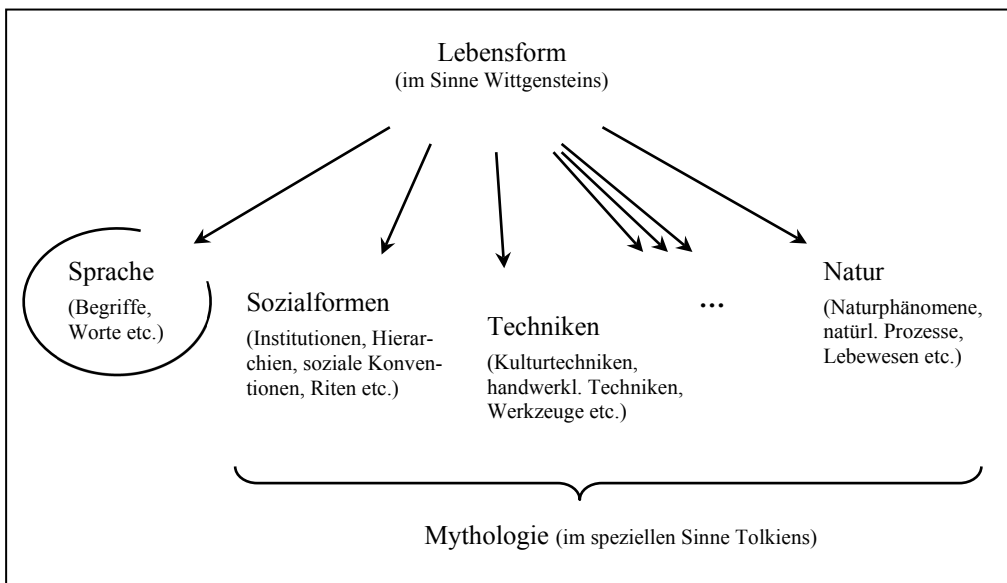 Lebensform
(im Sinne Wittgensteins)
Sprache
(Begriffe,
Worte etc.)
Sozialformen
(Institutionen, Hierar-
chien, soziale Konven-
tionen, Riten etc.)
Techniken
(Kulturtechniken,
handwerkl. Techniken,
Werkzeuge etc.)
...
Natur
(Naturphänomene,
natürl. Prozesse,
Lebewesen etc.)
Mythologie (im speziellen Sinne Tolkiens)